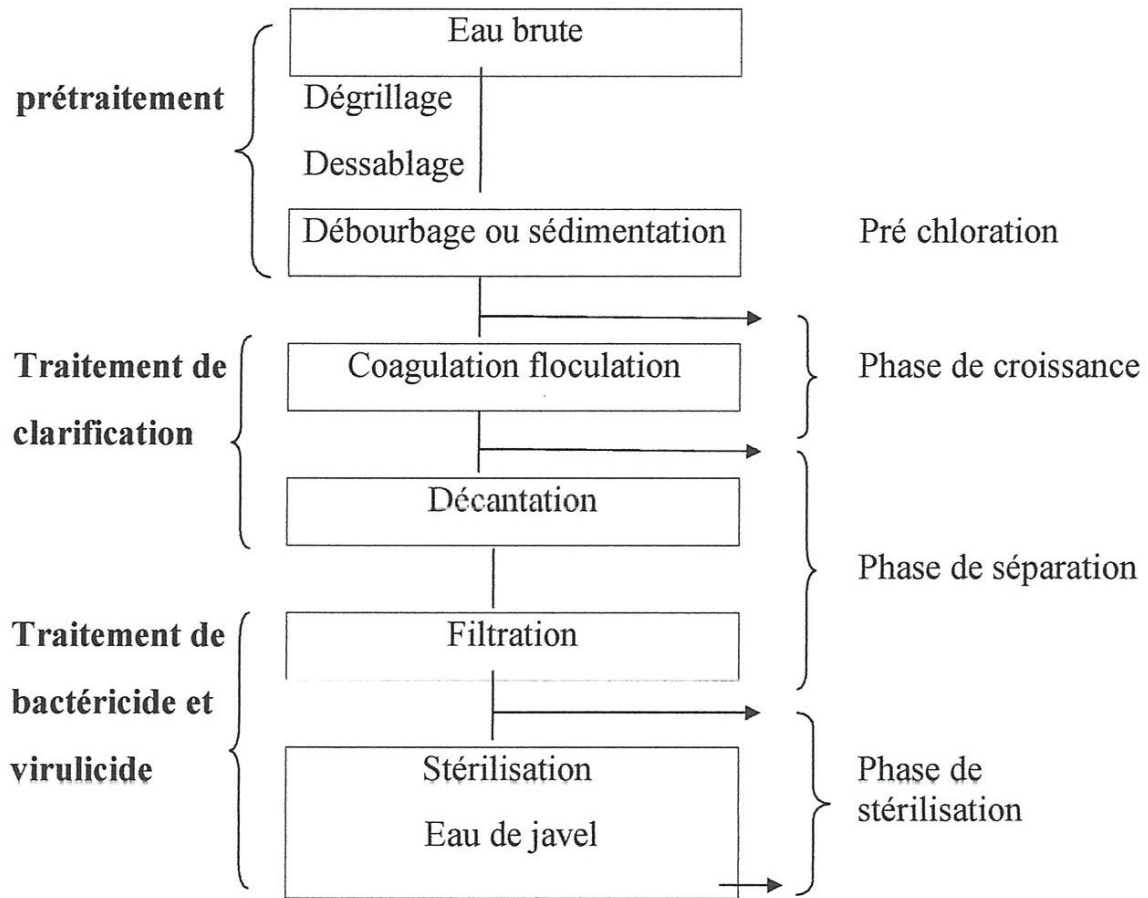 Eau brute
prétraitement
Dégrillage
Dessablage
Débourbage ou sédimentation
Pré chloration
Traitement de
clarification
Coagulation floculation
Phase de croissance
Décantation
Phase de séparation
Traitement de
bactéricide et
virulicide
Filtration
Stérilisation
Eau de javel
Phase de
stérilisation